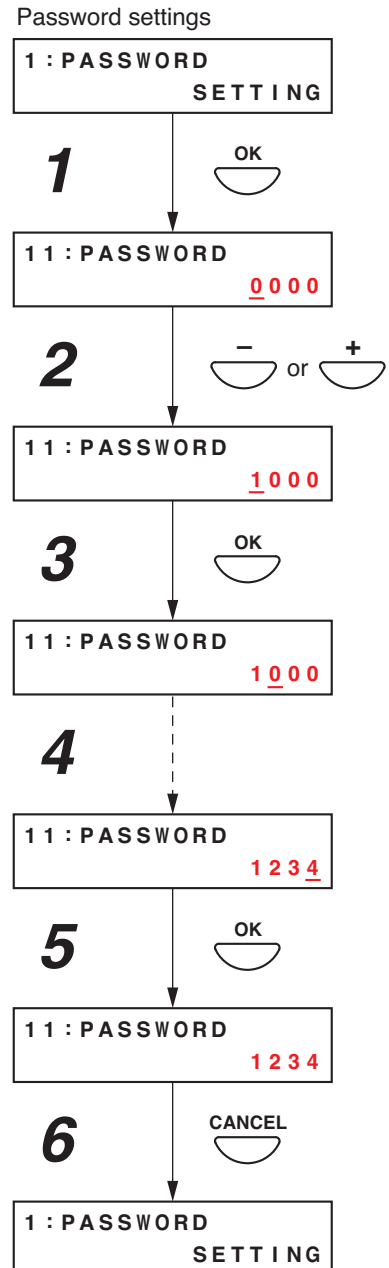 Password settings
1:PASSWORD
SETTING
1
OK
11:PASSWORD
0000
2
− or +
11:PASSWORD
1000
3
OK
11:PASSWORD
1000
4
11:PASSWORD
1234
5
OK
11:PASSWORD
1234
6
CANCEL
1:PASSWORD
SETTING